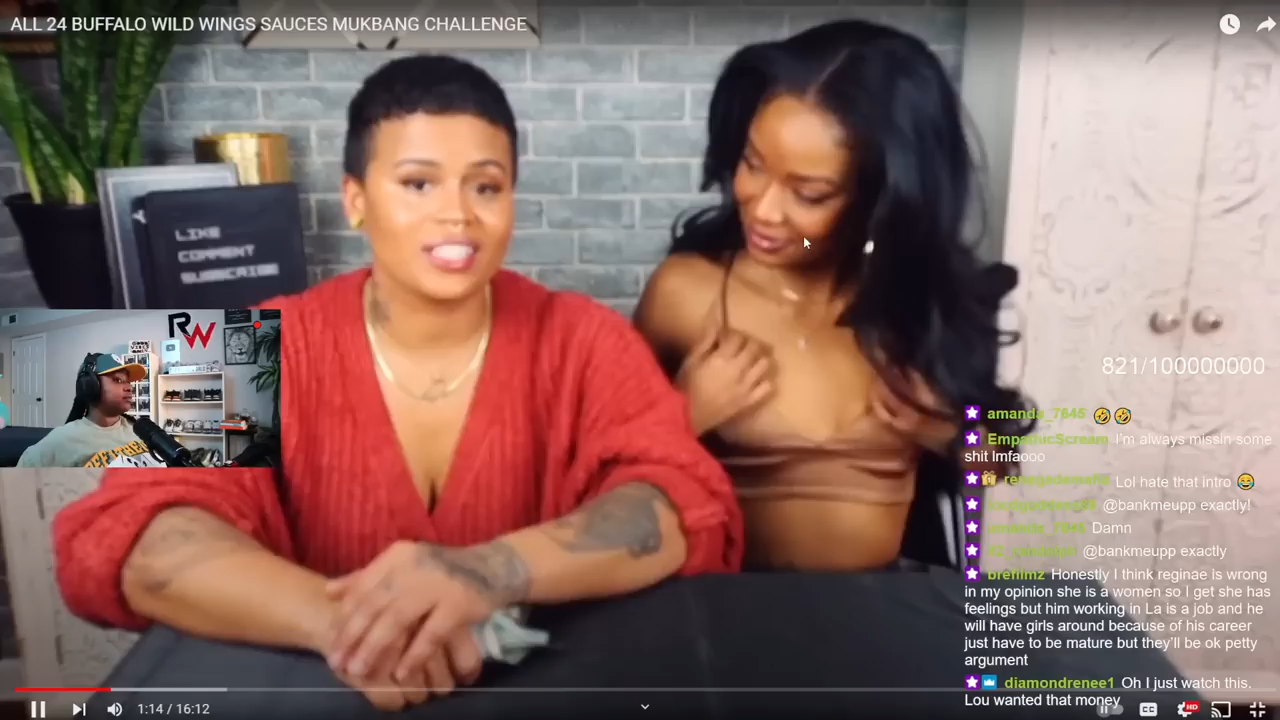 ALL 24 BUFFALO WILD WINGS SAUCES MUKBANG CHALLENGE
LIKE
COMMENT
SUBSCRIBE
RW
821/100000000
amanda_7645 🤣🤣
EmpathicScream I'm always missin some
shit lmfaooo
Lol hate that intro 😂
@bankmeupp exactly!
amanda_7645 Damn
@bankmeupp exactly
brefilmz Honestly I think reginae is wrong
in my opinion she is a women so I get she has
feelings but him working in La is a job and he
will have girls around because of his career
just have to be mature but they'll be ok petty
argument
diamondrenee1 Oh I just watch this.
Lou wanted that money
1:14 / 16:12
CC
HD